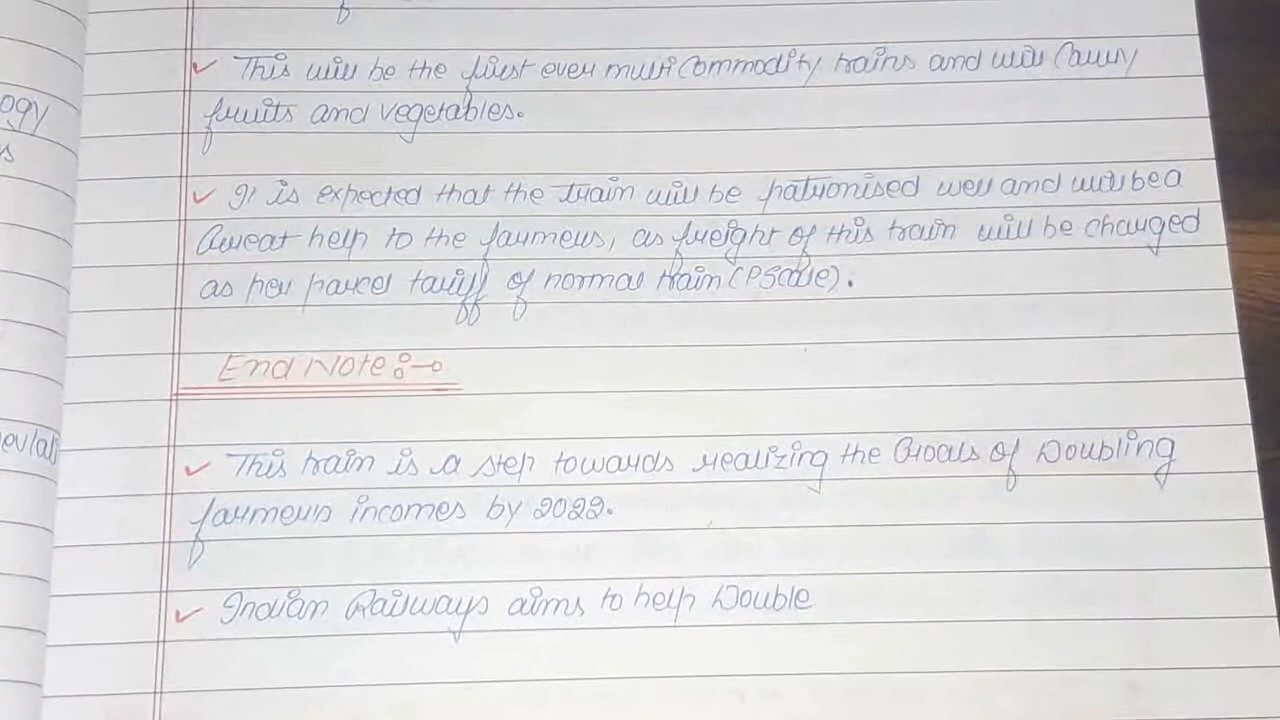 ogy
s
✓ This will be the first ever multi Commodity trains and will Carry
fruits and vegetables.
✓ It is expected that the train will be patronised well and will be a
Great help to the farmers, as freight of this train will be charged
as per parcel tariff of normal train (PScale).
End Note:-
✓ This train is a step towards realizing the Goals of Doubling
farmers incomes by 2022.
✓ Indian Railways aims to help Double